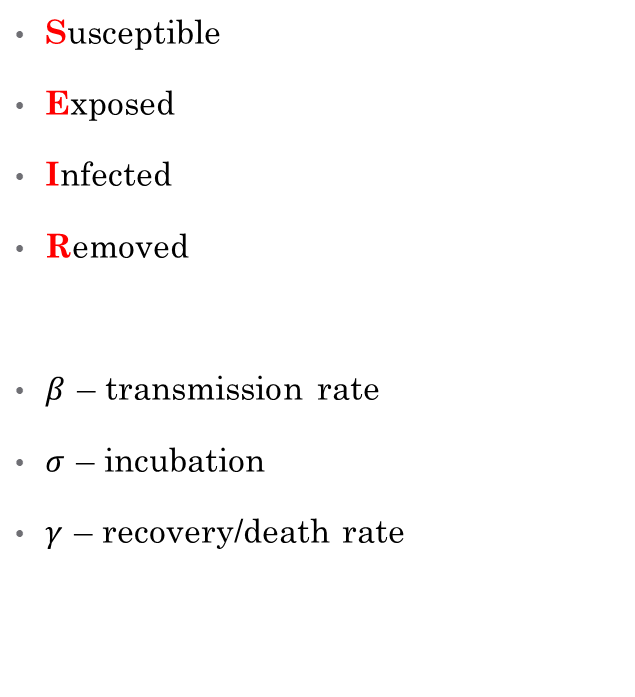 • Susceptible
• Exposed
• Infected
• Removed
• β – transmission rate
• σ – incubation
• γ – recovery/death rate